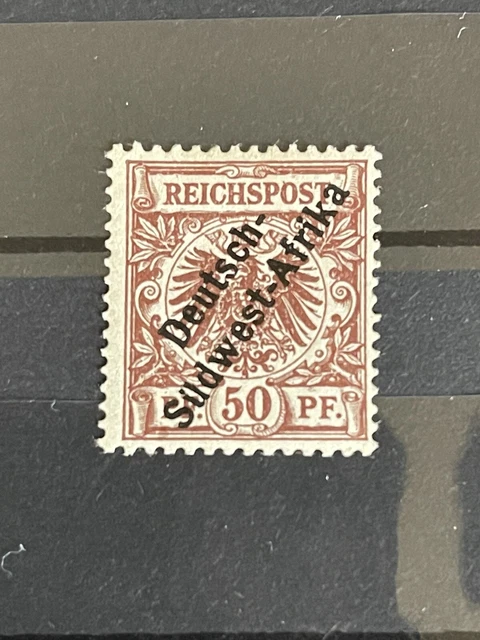 REICHSPOST
Deutsch-
Südwest-Afrika
50 PF.